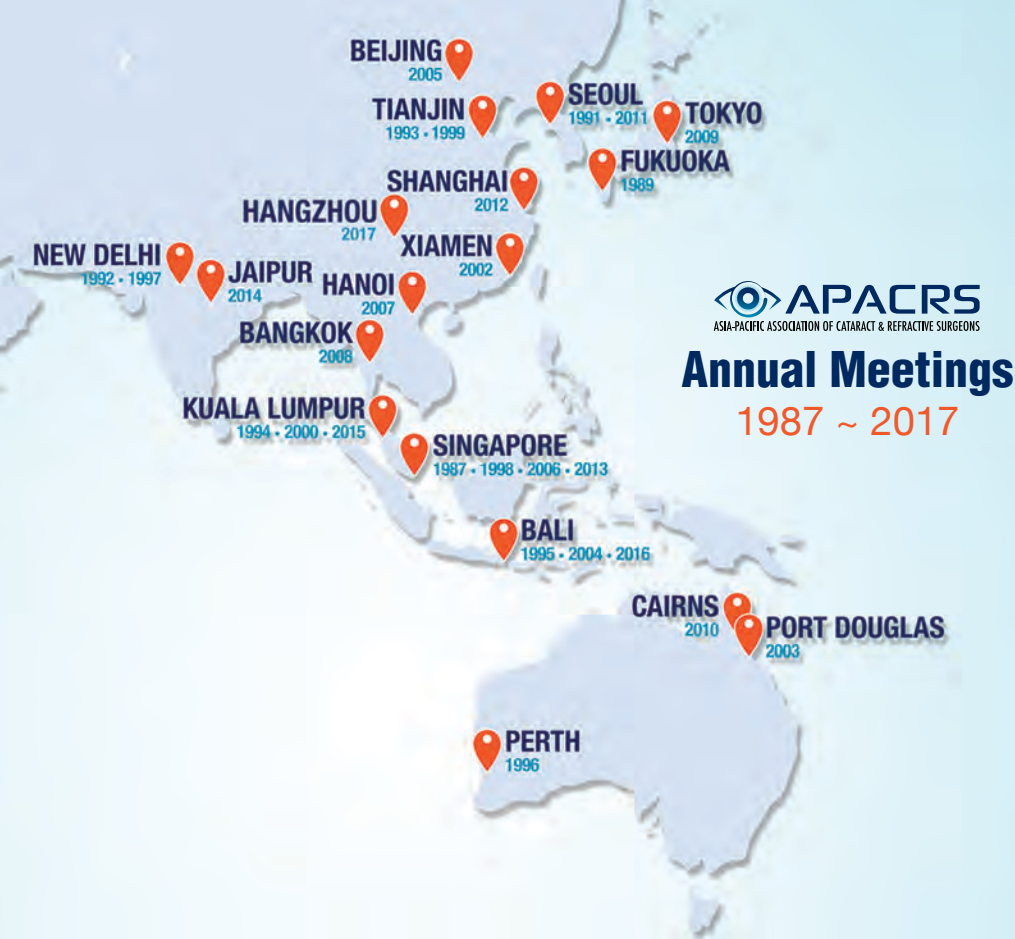 BEIJING
2005
TIANJIN
1993 • 1999
SEOUL
1991 • 2011
TOKYO
2009
FUKUOKA
1989
SHANGHAI
2012
HANGZHOU
2017
XIAMEN
2002
NEW DELHI
1992 • 1997
JAIPUR
2014
HANOI
2007
BANGKOK
2008
KUALA LUMPUR
1994 • 2000 • 2015
SINGAPORE
1987 • 1998 • 2006 • 2013
BALI
1995 • 2004 • 2016
CAIRNS
2010
PORT DOUGLAS
2003
PERTH
1996
APACRS
ASIA-PACIFIC ASSOCIATION OF CATARACT & REFRACTIVE SURGEONS
Annual Meetings
1987 ~ 2017